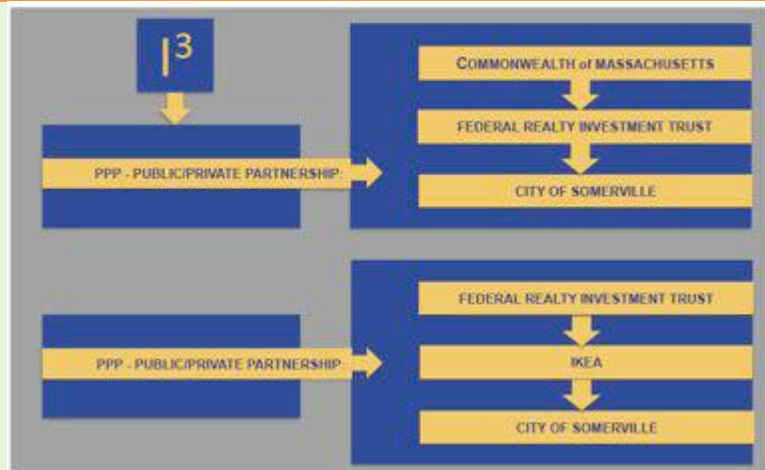 I³
COMMONWEALTH of MASSACHUSETTS
FEDERAL REALTY INVESTMENT TRUST
PPP - PUBLIC/PRIVATE PARTNERSHIP:
CITY OF SOMERVILLE
FEDERAL REALTY INVESTMENT TRUST
PPP - PUBLIC/PRIVATE PARTNERSHIP:
IKEA
CITY OF SOMERVILLE